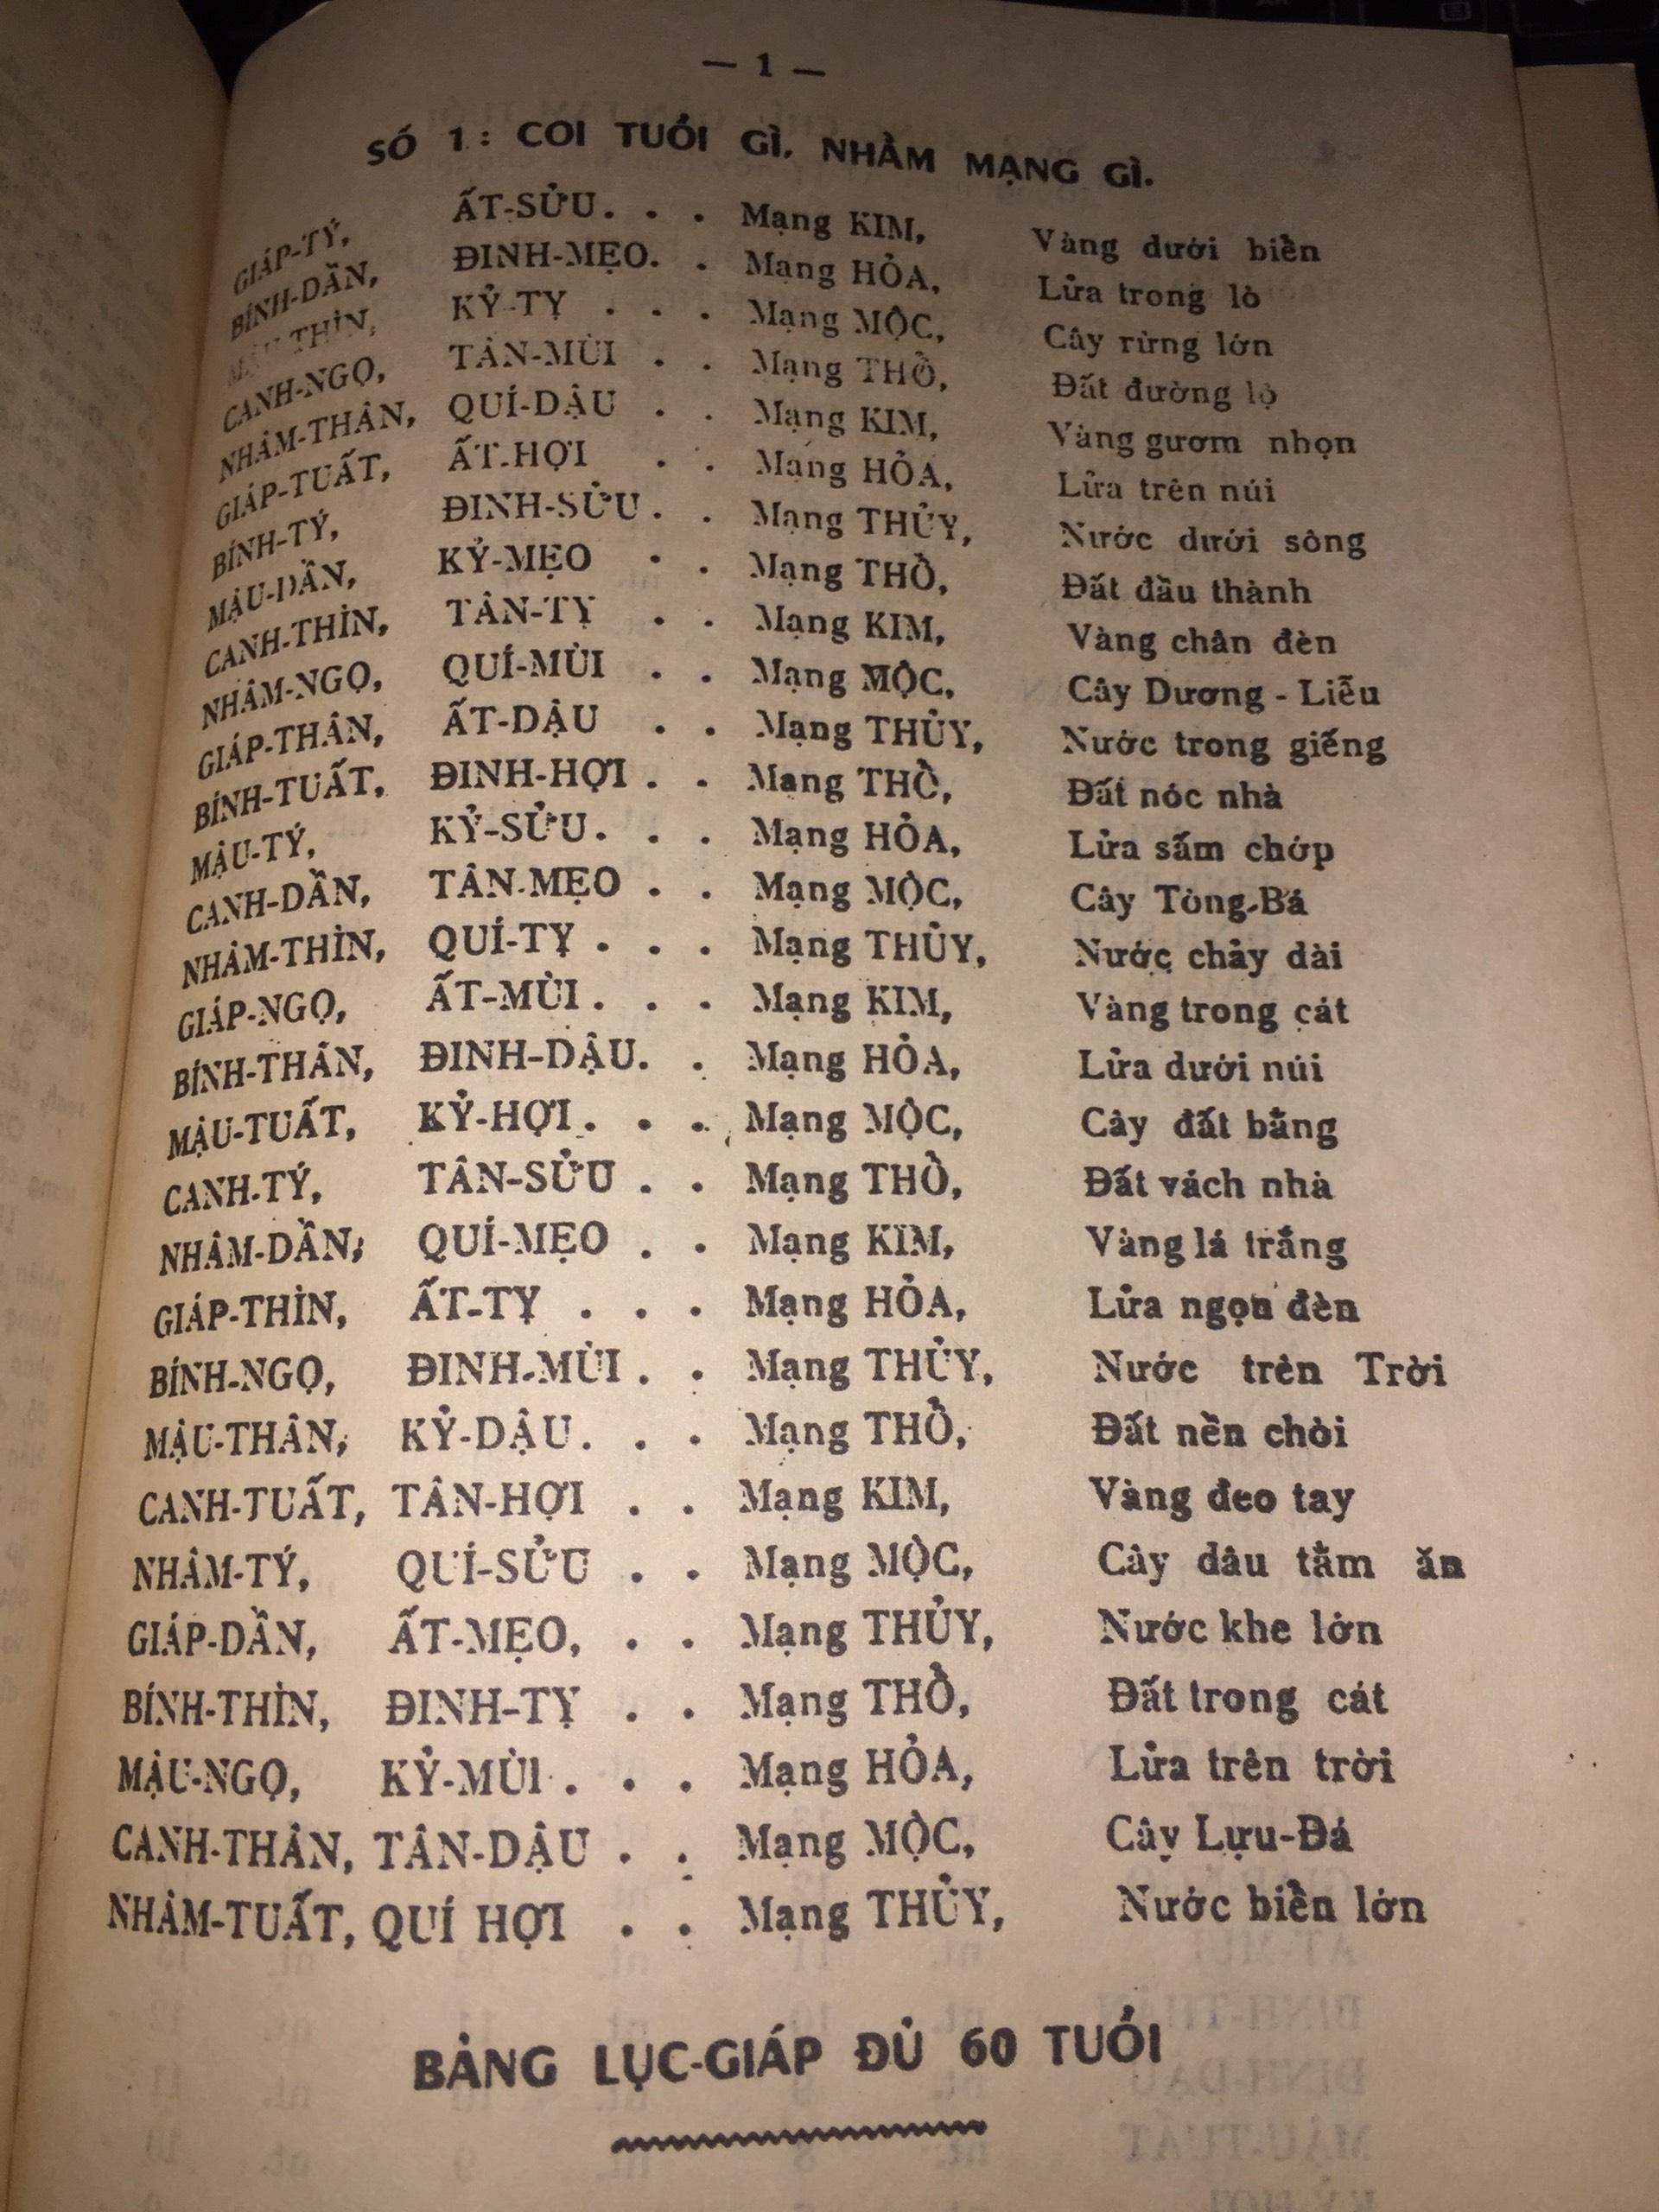 — 1 —
SỐ 1: COI TUỔI GÌ, NHẰM MẠNG GÌ.
GIÁP-TÝ, ẤT-SỬU. . . Mạng KIM, Vàng dưới biển
BÍNH-DẦN, ĐINH-MẸO. . Mạng HỎA, Lửa trong lò
MẬU-THÌN, KỶ-TỴ . . . Mạng MỘC, Cây rừng lớn
CANH-NGỌ, TÂN-MÙI . . Mạng THỔ, Đất đường lộ
NHÂM-THÂN, QUÍ-DẬU . . Mạng KIM, Vàng gươm nhọn
GIÁP-TUẤT, ẤT-HỢI . . Mạng HỎA, Lửa trên núi
BÍNH-TÝ, ĐINH-SỬU . . Mạng THỦY, Nước dưới sông
MẬU-DẦN, KỶ-MẸO . . Mạng THỔ, Đất đầu thành
CANH-THÌN, TÂN-TỴ . . Mạng KIM, Vàng chân đèn
NHÂM-NGỌ, QUÍ-MÙI . . Mạng MỘC, Cây Dương - Liễu
GIÁP-THÂN, ẤT-DẬU . . Mạng THỦY, Nước trong giếng
BÍNH-TUẤT, ĐINH-HỢI . . Mạng THỔ, Đất nóc nhà
MẬU-TÝ, KỶ-SỬU. . . Mạng HỎA, Lửa sấm chớp
CANH-DẦN, TÂN-MẸO . . Mạng MỘC, Cây Tòng-Bá
NHÂM-THÌN, QUÍ-TỴ . . . Mạng THỦY, Nước chảy dài
GIÁP-NGỌ, ẤT-MÙI . . . Mạng KIM, Vàng trong cát
BÍNH-THÂN, ĐINH-DẬU. . Mạng HỎA, Lửa dưới núi
MẬU-TUẤT, KỶ-HỢI . . . Mạng MỘC, Cây đất bằng
CANH-TÝ, TÂN-SỬU . . Mạng THỔ, Đất vách nhà
NHÂM-DẦN, QUÍ-MẸO . . Mạng KIM, Vàng lá trắng
GIÁP-THÌN, ẤT-TỴ . . . Mạng HỎA, Lửa ngọn đèn
BÍNH-NGỌ, ĐINH-MÙI . . Mạng THỦY, Nước trên Trời
MẬU-THÂN, KỶ-DẬU . . . Mạng THỔ, Đất nền chòi
CANH-TUẤT, TÂN-HỢI . . Mạng KIM, Vàng đeo tay
NHÂM-TÝ, QUÍ-SỬU . . Mạng MỘC, Cây dâu tằm ăn
GIÁP-DẦN, ẤT-MẸO, . . Mạng THỦY, Nước khe lớn
BÍNH-THÌN, ĐINH-TỴ . . Mạng THỔ, Đất trong cát
MẬU-NGỌ, KỶ-MÙI . . . Mạng HỎA, Lửa trên trời
CANH-THÂN, TÂN-DẬU . . Mạng MỘC, Cây Lựu-Đá
NHÂM-TUẤT, QUÍ HỢI . . Mạng THỦY, Nước biển lớn
BẢNG LỤC-GIÁP ĐỦ 60 TUỔI